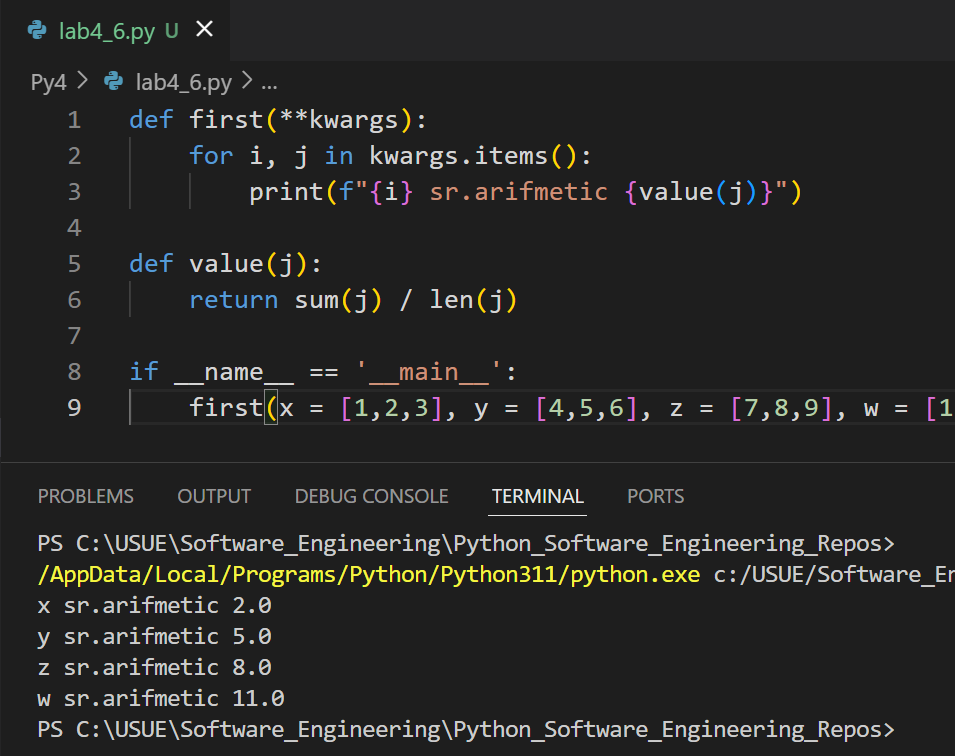 lab4_6.py U
Py4 > lab4_6.py > ...
1 def first(**kwargs):
2     for i, j in kwargs.items():
3         print(f"{i} sr.arifmetic {value(j)}")
4
5 def value(j):
6     return sum(j) / len(j)
7
8 if __name__ == '__main__':
9     first(x = [1,2,3], y = [4,5,6], z = [7,8,9], w = [1
PROBLEMS OUTPUT DEBUG CONSOLE TERMINAL PORTS
PS C:\USUE\Software_Engineering\Python_Software_Engineering_Repos>
/AppData/Local/Programs/Python/Python311/python.exe c:/USUE/Software_En
x sr.arifmetic 2.0
y sr.arifmetic 5.0
z sr.arifmetic 8.0
w sr.arifmetic 11.0
PS C:\USUE\Software_Engineering\Python_Software_Engineering_Repos>